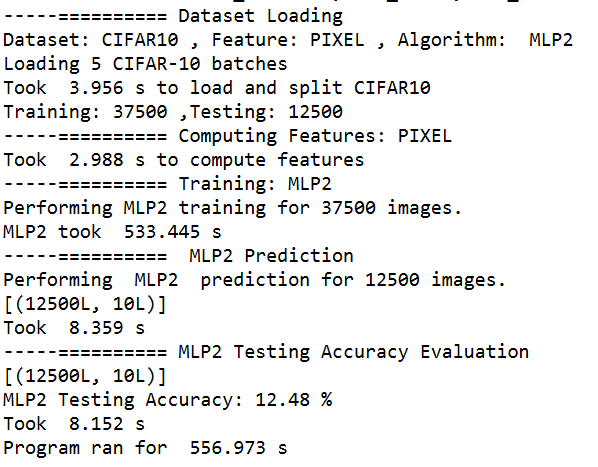 -----========== Dataset Loading
Dataset: CIFAR10 , Feature: PIXEL , Algorithm:  MLP2
Loading 5 CIFAR-10 batches
Took  3.956 s to load and split CIFAR10
Training: 37500 ,Testing: 12500
-----========== Computing Features: PIXEL
Took  2.988 s to compute features
-----========== Training: MLP2
Performing MLP2 training for 37500 images.
MLP2 took  533.445 s
-----==========  MLP2 Prediction
Performing  MLP2  prediction for 12500 images.
[(12500L, 10L)]
Took  8.359 s
-----========== MLP2 Testing Accuracy Evaluation
[(12500L, 10L)]
MLP2 Testing Accuracy: 12.48 %
Took  8.152 s
Program ran for  556.973 s